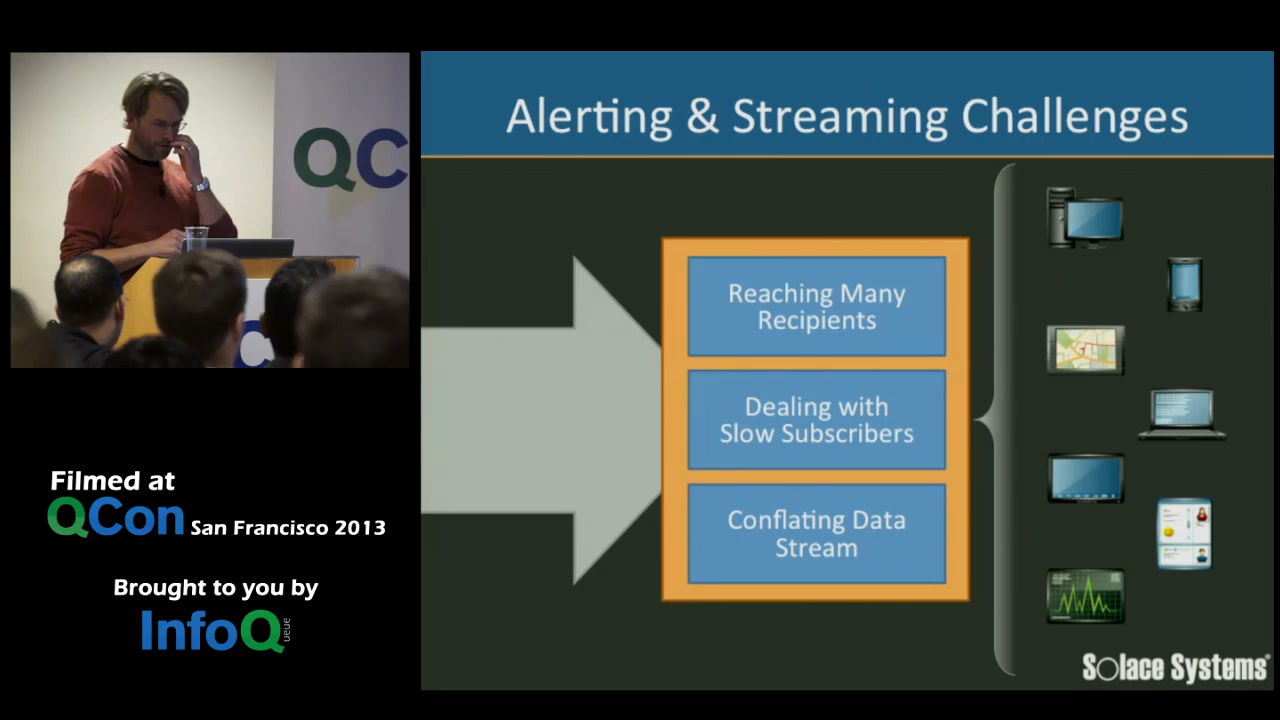 QC
C
Alerting & Streaming Challenges
Reaching Many
Recipients
Dealing with
Slow Subscribers
Conflating Data
Stream
Solace Systems®
Filmed at
QCon San Francisco 2013
Brought to you by
InfoQ
ueue